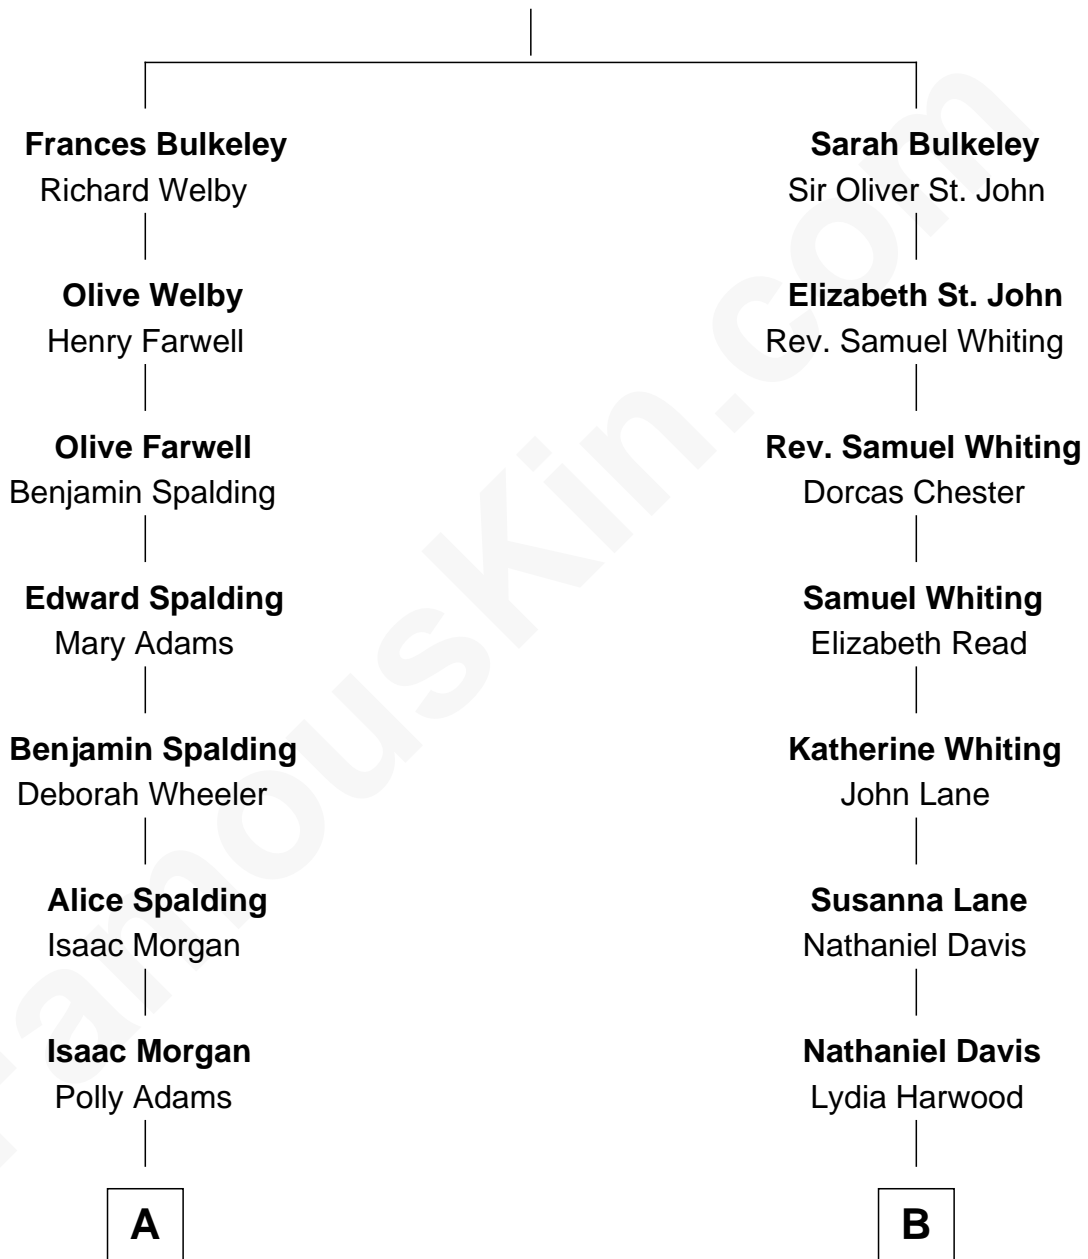 Frances Bulkeley
Richard Welby
Olive Welby
Henry Farwell
Olive Farwell
Benjamin Spalding
Edward Spalding
Mary Adams
Benjamin Spalding
Deborah Wheeler
Alice Spalding
Isaac Morgan
Isaac Morgan
Polly Adams
A
Sarah Bulkeley
Sir Oliver St. John
Elizabeth St. John
Rev. Samuel Whiting
Rev. Samuel Whiting
Dorcas Chester
Samuel Whiting
Elizabeth Read
Katherine Whiting
John Lane
Susanna Lane
Nathaniel Davis
Nathaniel Davis
Lydia Harwood
B
FamousKin.com